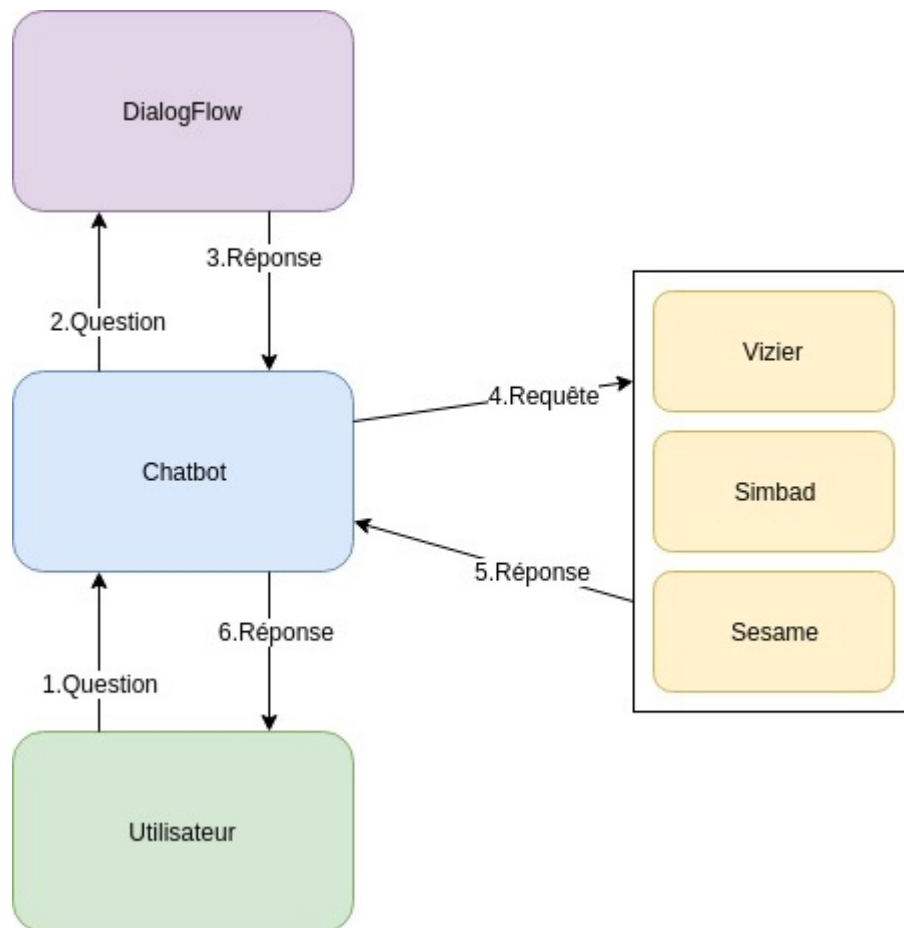 DialogFlow
3.Réponse
2.Question
Vizier
4.Requête
Chatbot
Simbad
5.Réponse
Sesame
6.Réponse
1.Question
Utilisateur